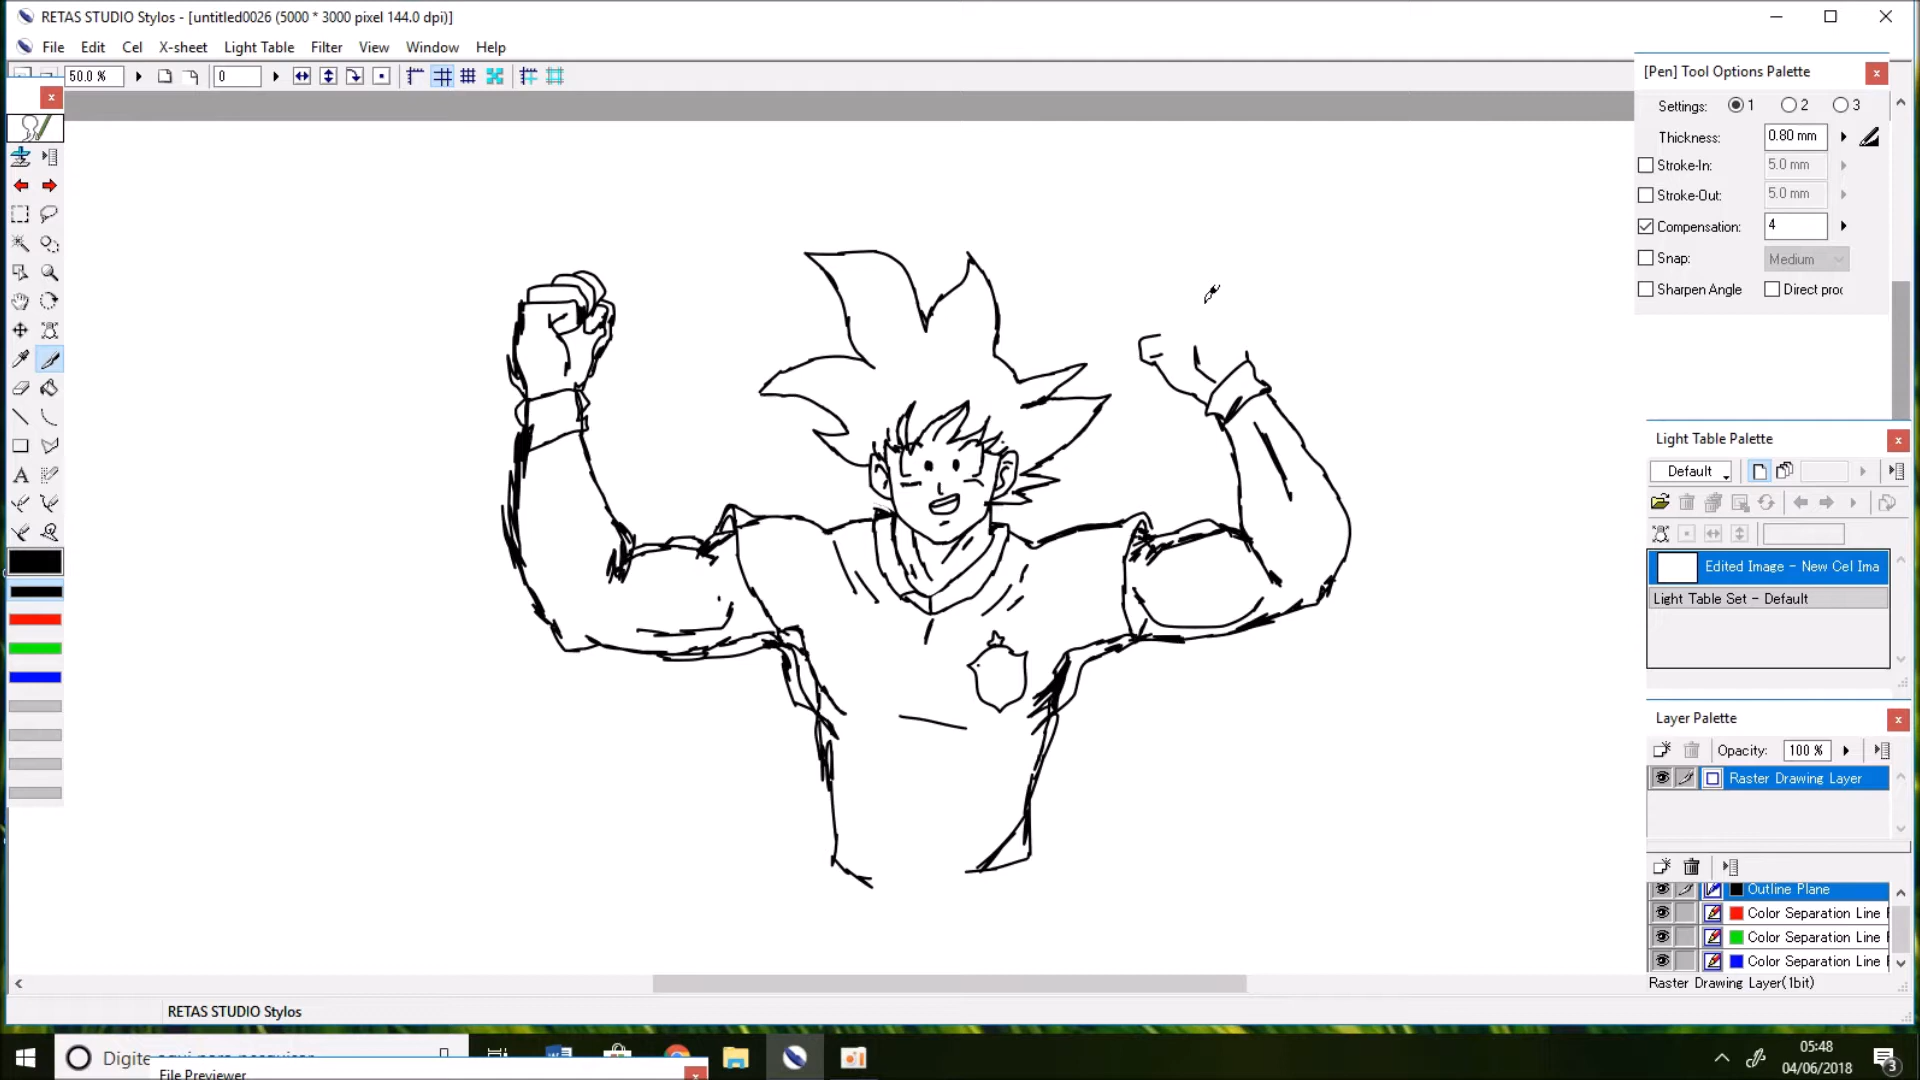 RETAS STUDIO Stylos - [untitled0026 (5000 * 3000 pixel 144.0 dpi)]
File Edit Cel X-sheet Light Table Filter View Window Help
50.0 % 0
[Pen] Tool Options Palette
Settings: 1 2 3
Thickness: 0.80 mm
Stroke-In: 5.0 mm
Stroke-Out: 5.0 mm
Compensation: 4
Snap: Medium
Sharpen Angle Direct proc
Light Table Palette
Default
Edited Image - New Cel Ima
Light Table Set - Default
Layer Palette
Opacity: 100 %
Raster Drawing Layer
Outline Plane
Color Separation Line
Color Separation Line
Color Separation Line
Raster Drawing Layer(1bit)
RETAS STUDIO Stylos
Digite aqui para pesquisar
File Previewer
05:48
04/06/2018
3